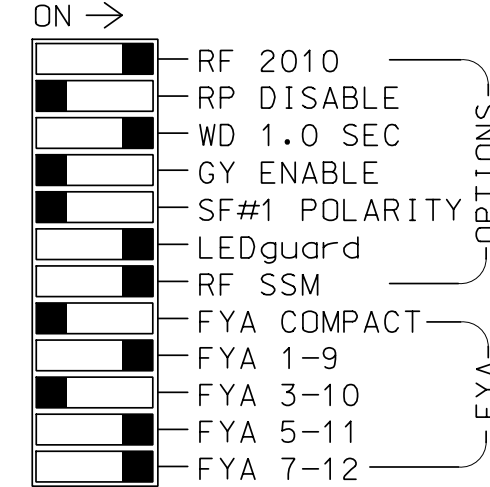 ON →
RF 2010
RP DISABLE
WD 1.0 SEC
GY ENABLE
SF#1 POLARITY
LEDguard
RF SSM
FYA COMPACT
FYA 1-9
FYA 3-10
FYA 5-11
FYA 7-12
OPTIONS
FYA